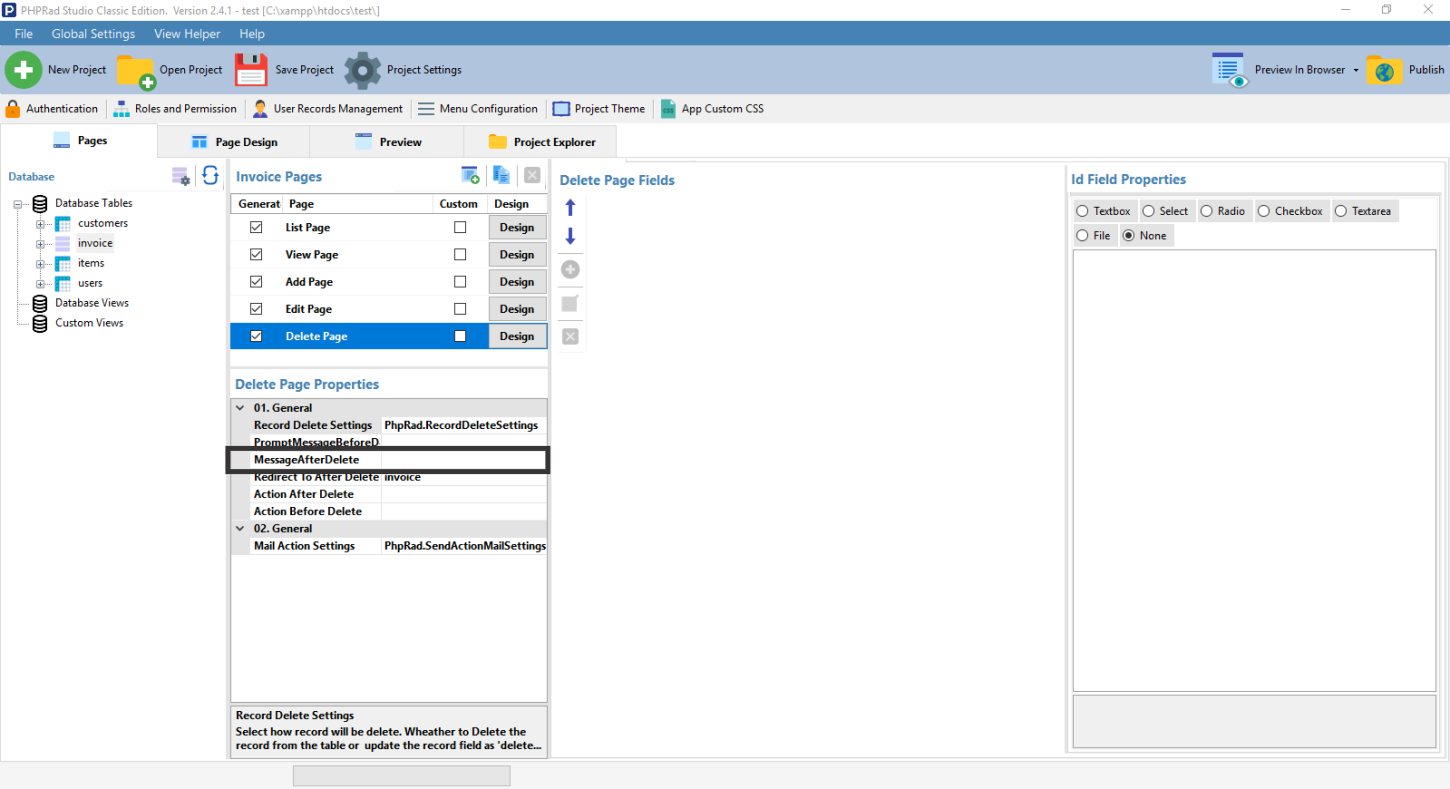 PHPRad Studio Classic Edition. Version 2.4.1 - test [C:\xampp\htdocs\test\]
File Global Settings View Helper Help
New Project Open Project Save Project Project Settings Preview In Browser Publish
Authentication Roles and Permission User Records Management Menu Configuration Project Theme App Custom CSS
Pages Page Design Preview Project Explorer
Database
Database Tables
customers
invoice
items
users
Database Views
Custom Views
Invoice Pages
Generat Page Custom Design
List Page Design
View Page Design
Add Page Design
Edit Page Design
Delete Page Design
Delete Page Properties
01. General
Record Delete Settings PhpRad.RecordDeleteSettings
PromptMessageBeforeD
MessageAfterDelete
Redirect To After Delete invoice
Action After Delete
Action Before Delete
02. General
Mail Action Settings PhpRad.SendActionMailSettings
Record Delete Settings
Select how record will be delete. Wheather to Delete the
record from the table or update the record field as 'delete...
Delete Page Fields
Id Field Properties
Textbox Select Radio Checkbox Textarea
File None